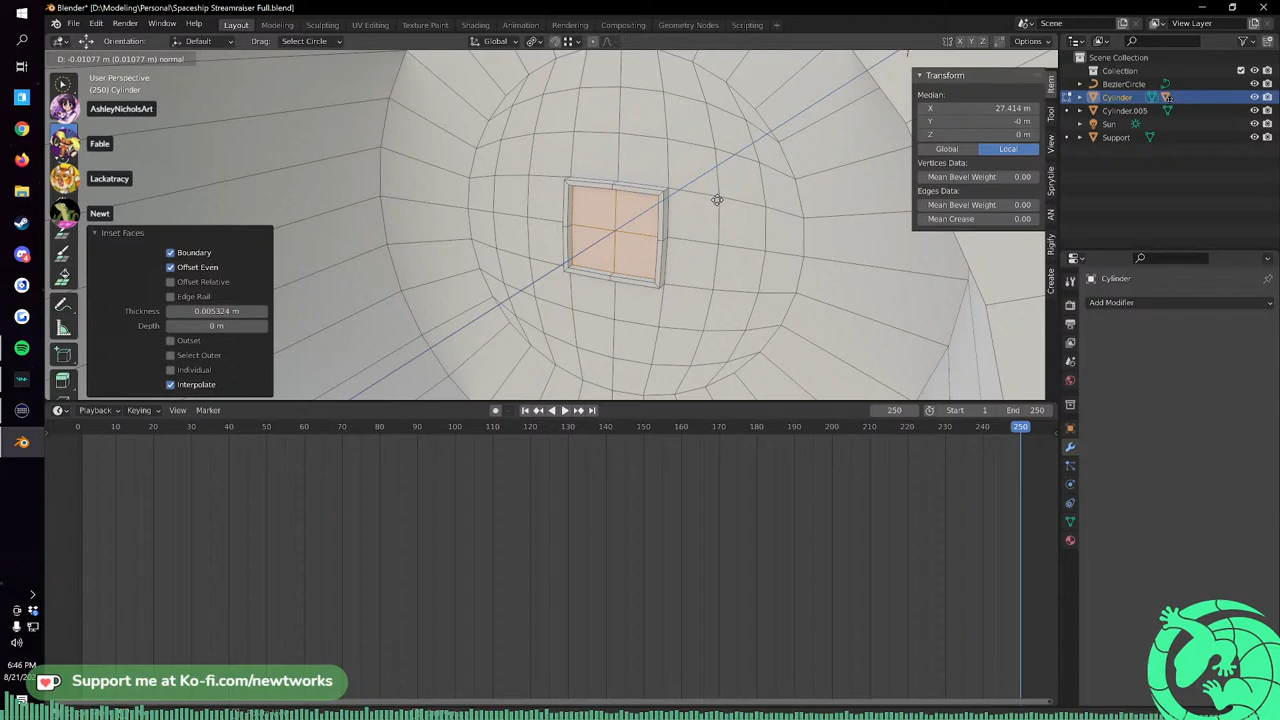 Blender* [D:\Modeling\Personal\Spaceship Streamraiser Full.blend]
File Edit Render Window Help Layout Modeling Sculpting UV Editing Texture Paint Shading Animation Rendering Compositing Geometry Nodes Scripting + Scene View Layer
Orientation: Default Drag: Select Circle Global X Y Z Options
D: -0.01077 m (0.01077 m) normal
User Perspective
(250) Cylinder
AshleyNicholsArt
Fable
Lackatracy
Newt
Inset Faces
Boundary
Offset Even
Offset Relative
Edge Rail
Thickness 0.005324 m
Depth 0 m
Outset
Select Outer
Individual
Interpolate
Transform
Median:
X 27.414 m
Y -0 m
Z 0 m
Global Local
Vertices Data:
Mean Bevel Weight 0.00
Edges Data:
Mean Bevel Weight 0.00
Mean Crease 0.00
Item
Tool
View
Sprytile
AN
Rigify
Create
Scene Collection
Collection
BezierCircle
Cylinder
Cylinder.005
Sun
Support
Cylinder
Add Modifier
Playback Keying View Marker 250 Start 1 End 250
0 10 20 30 40 50 60 70 80 90 100 110 120 130 140 150 160 170 180 190 200 210 220 230 240 250
6:46 PM
Support me at Ko-fi.com/newtworks